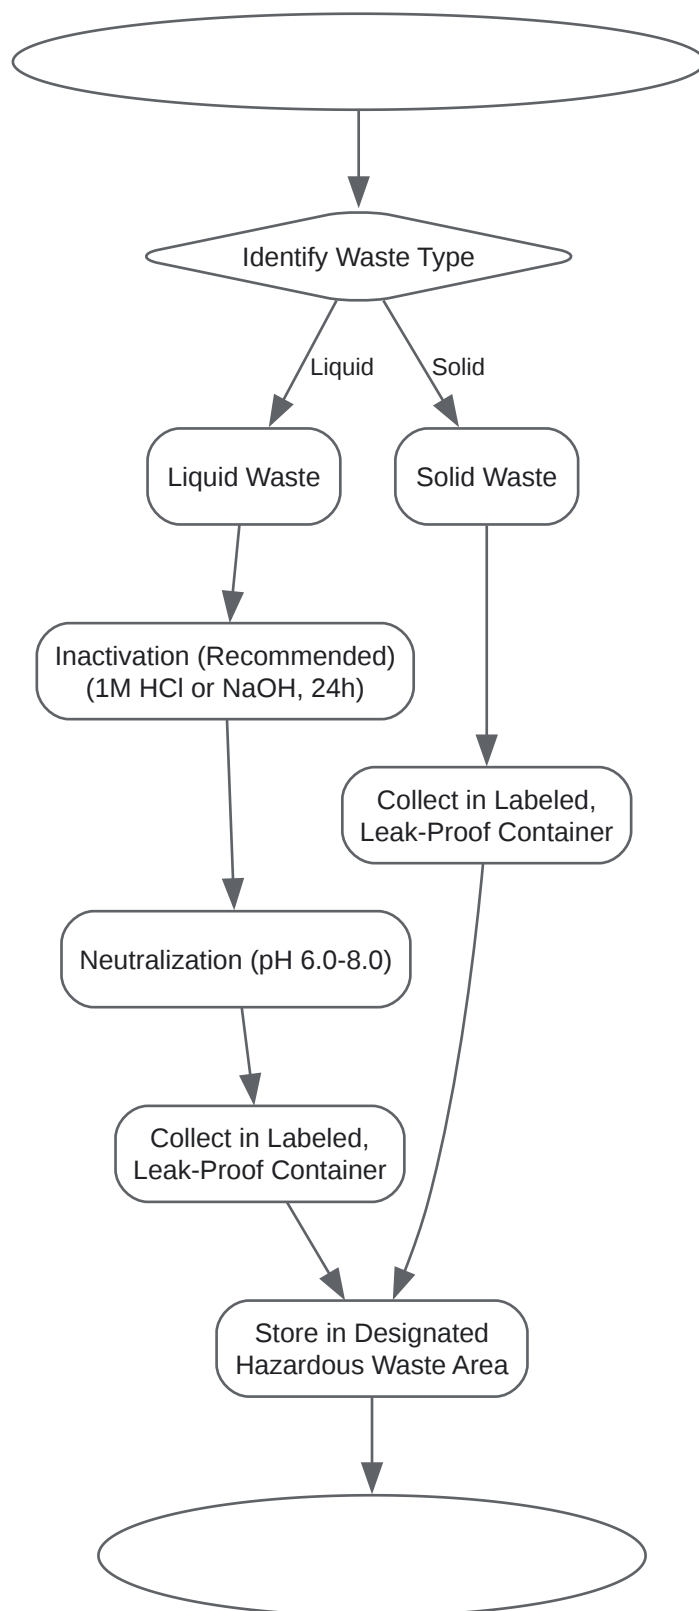 Identify Waste Type
Liquid
Solid
Liquid Waste
Solid Waste
Inactivation (Recommended)
(1M HCl or NaOH, 24h)
Collect in Labeled,
Leak-Proof Container
Neutralization (pH 6.0-8.0)
Collect in Labeled,
Leak-Proof Container
Store in Designated
Hazardous Waste Area